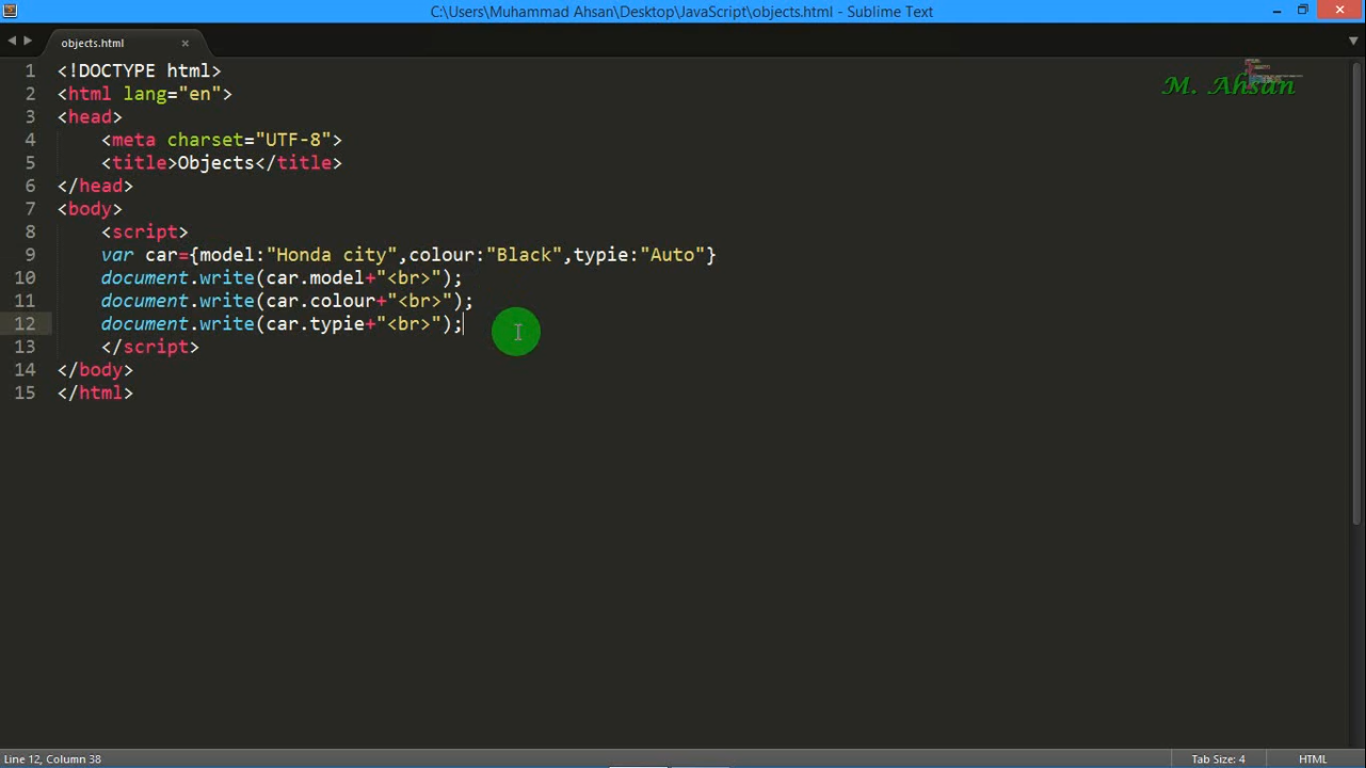 C:\Users\Muhammad Ahsan\Desktop\JavaScript\objects.html - Sublime Text
objects.html
M. Ahsan
1 <!DOCTYPE html>
2 <html lang="en">
3 <head>
4 <meta charset="UTF-8">
5 <title>Objects</title>
6 </head>
7 <body>
8 <script>
9 var car={model:"Honda city",colour:"Black",typie:"Auto"}
10 document.write(car.model+"<br>");
11 document.write(car.colour+"<br>");
12 document.write(car.typie+"<br>");
13 </script>
14 </body>
15 </html>
Line 12, Column 38
Tab Size: 4
HTML